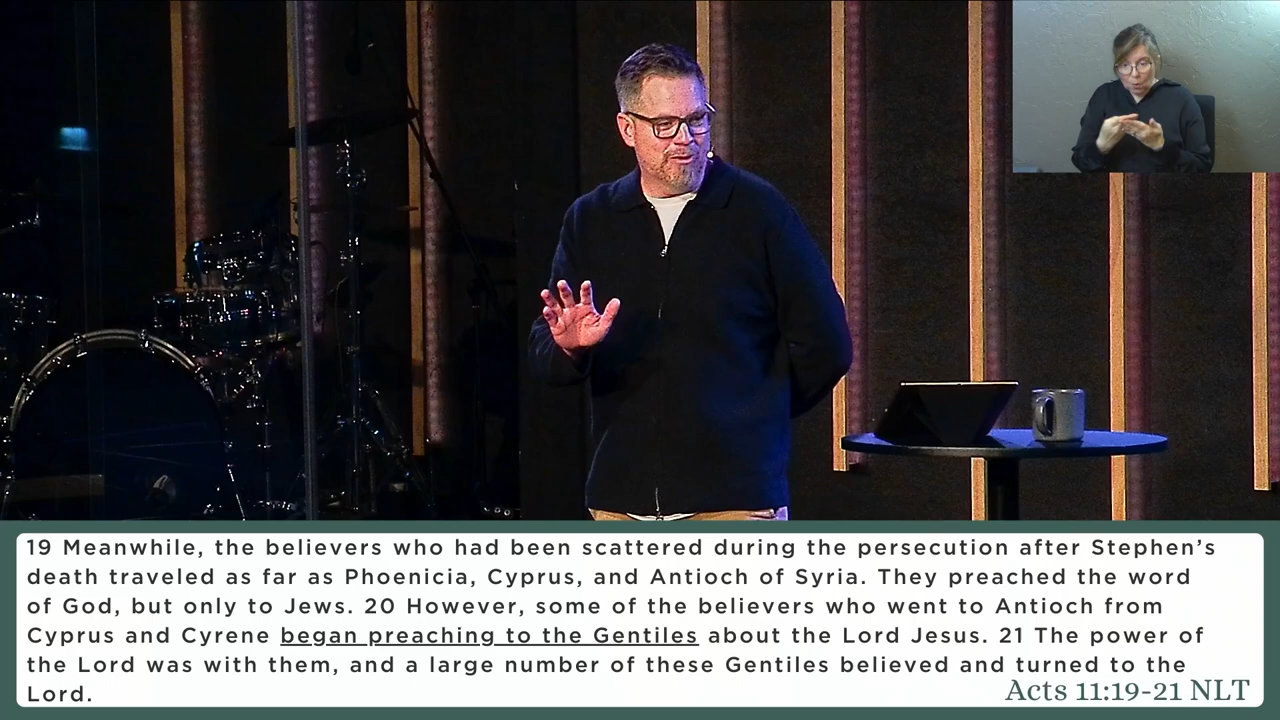 19 Meanwhile, the believers who had been scattered during the persecution after Stephen’s
death traveled as far as Phoenicia, Cyprus, and Antioch of Syria. They preached the word
of God, but only to Jews. 20 However, some of the believers who went to Antioch from
Cyprus and Cyrene began preaching to the Gentiles about the Lord Jesus. 21 The power of
the Lord was with them, and a large number of these Gentiles believed and turned to the
Lord.
Acts 11:19-21 NLT